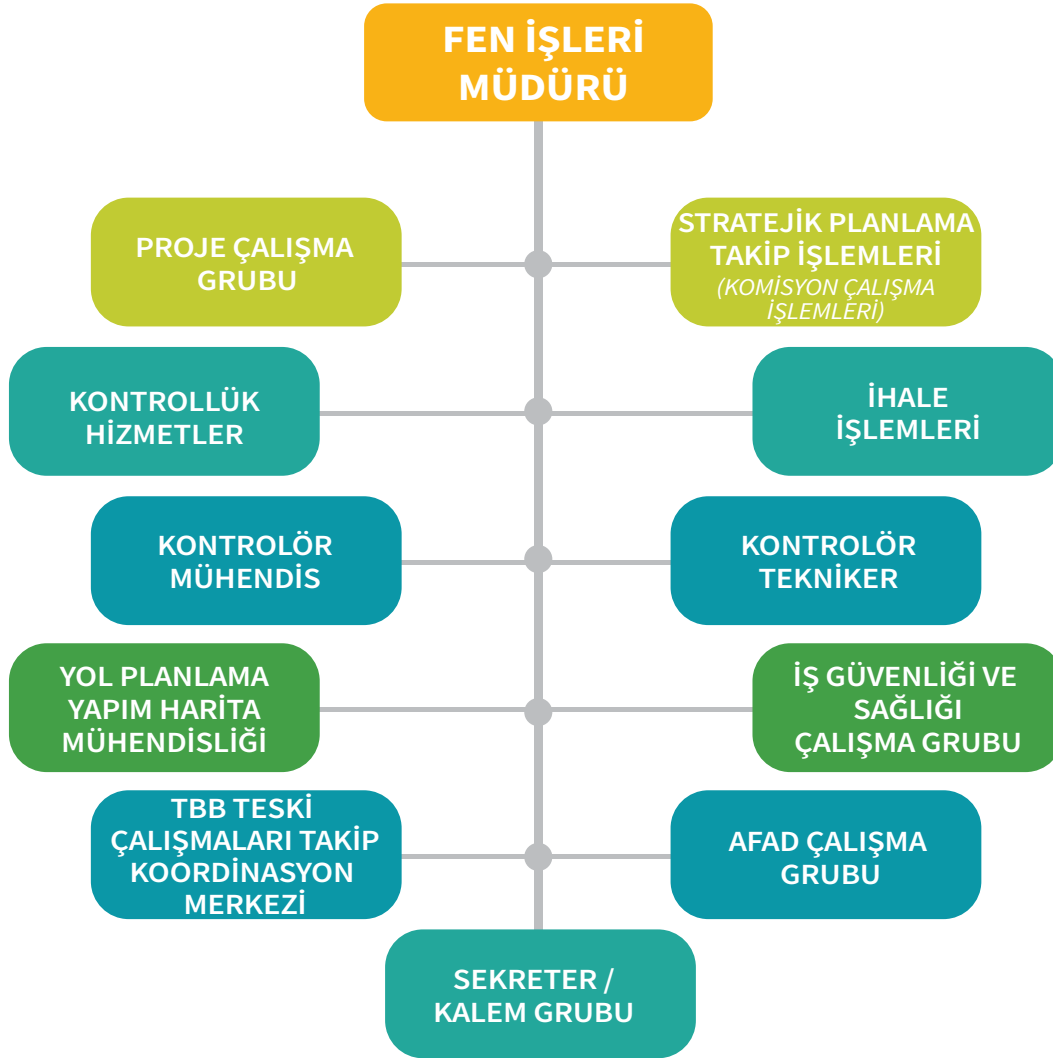 FEN İŞLERİ
MÜDÜRÜ
PROJE ÇALIŞMA
GRUBU
STRATEJİK PLANLAMA
TAKİP İŞLEMLERİ
(KOMİSYON ÇALIŞMA
İŞLEMLERİ)
KONTROLLÜK
HİZMETLER
İHALE
İŞLEMLERİ
KONTROLÖR
MÜHENDİS
KONTROLÖR
TEKNİKER
YOL PLANLAMA
YAPIM HARİTA
MÜHENDİSLİĞİ
İŞ GÜVENLİĞİ VE
SAĞLIĞI
ÇALIŞMA GRUBU
TBB TESKİ
ÇALIŞMALARI TAKİP
KOORDİNASYON
MERKEZİ
AFAD ÇALIŞMA
GRUBU
SEKRETER /
KALEM GRUBU